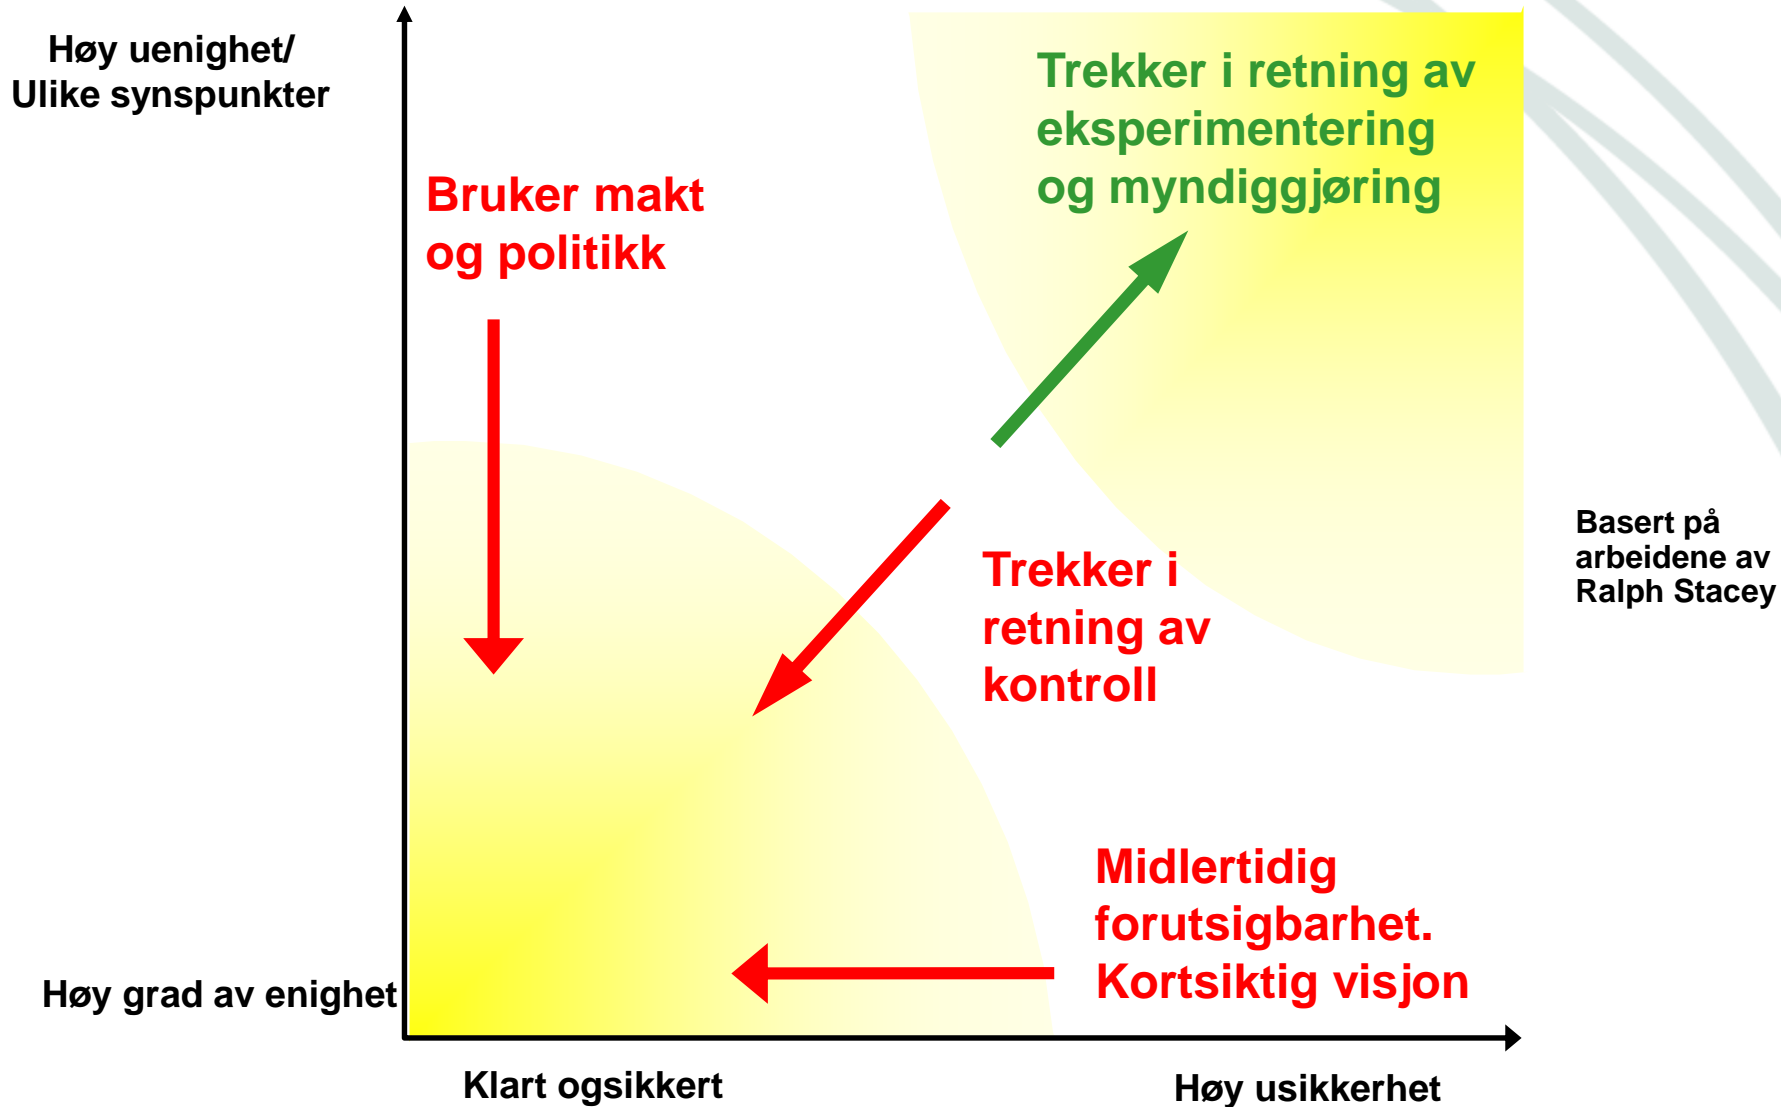 Høy uenighet/
Ulike synspunkter
Trekker i retning av
eksperimentering
og myndiggjøring
Bruker makt
og politikk
Basert på
arbeidene av
Ralph Stacey
Trekker i
retning av
kontroll
Midlertidig
forutsigbarhet.
Kortsiktig visjon
Høy grad av enighet
Klart ogsikkert
Høy usikkerhet